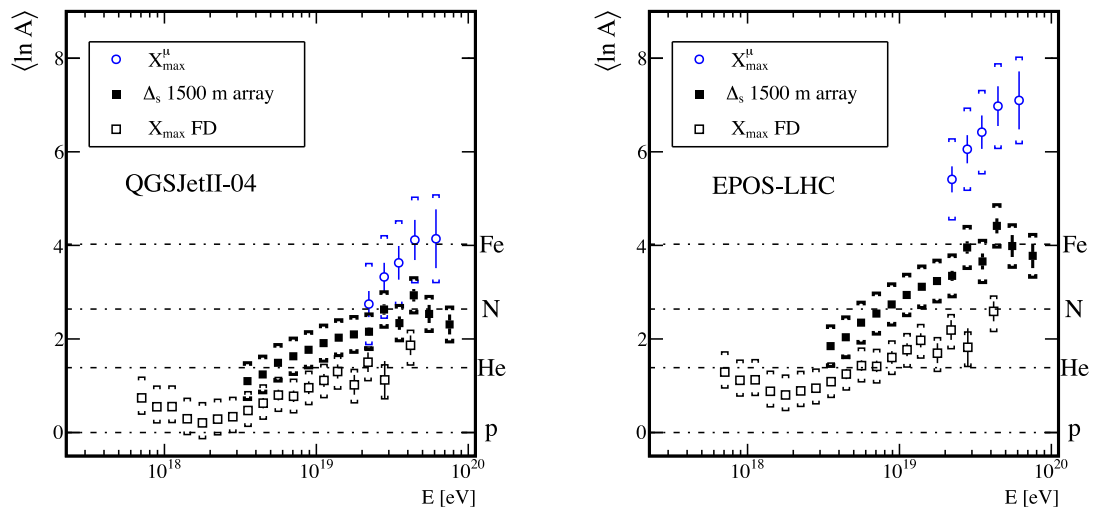 ⟨ln A⟩
8
6
4
2
0
X^μ_max
Δ_s 1500 m array
X_max FD
QGSJetII-04
Fe
N
He
p
10^18
10^19
10^20
E [eV]
⟨ln A⟩
8
6
4
2
0
X^μ_max
Δ_s 1500 m array
X_max FD
EPOS-LHC
Fe
N
He
p
10^18
10^19
10^20
E [eV]